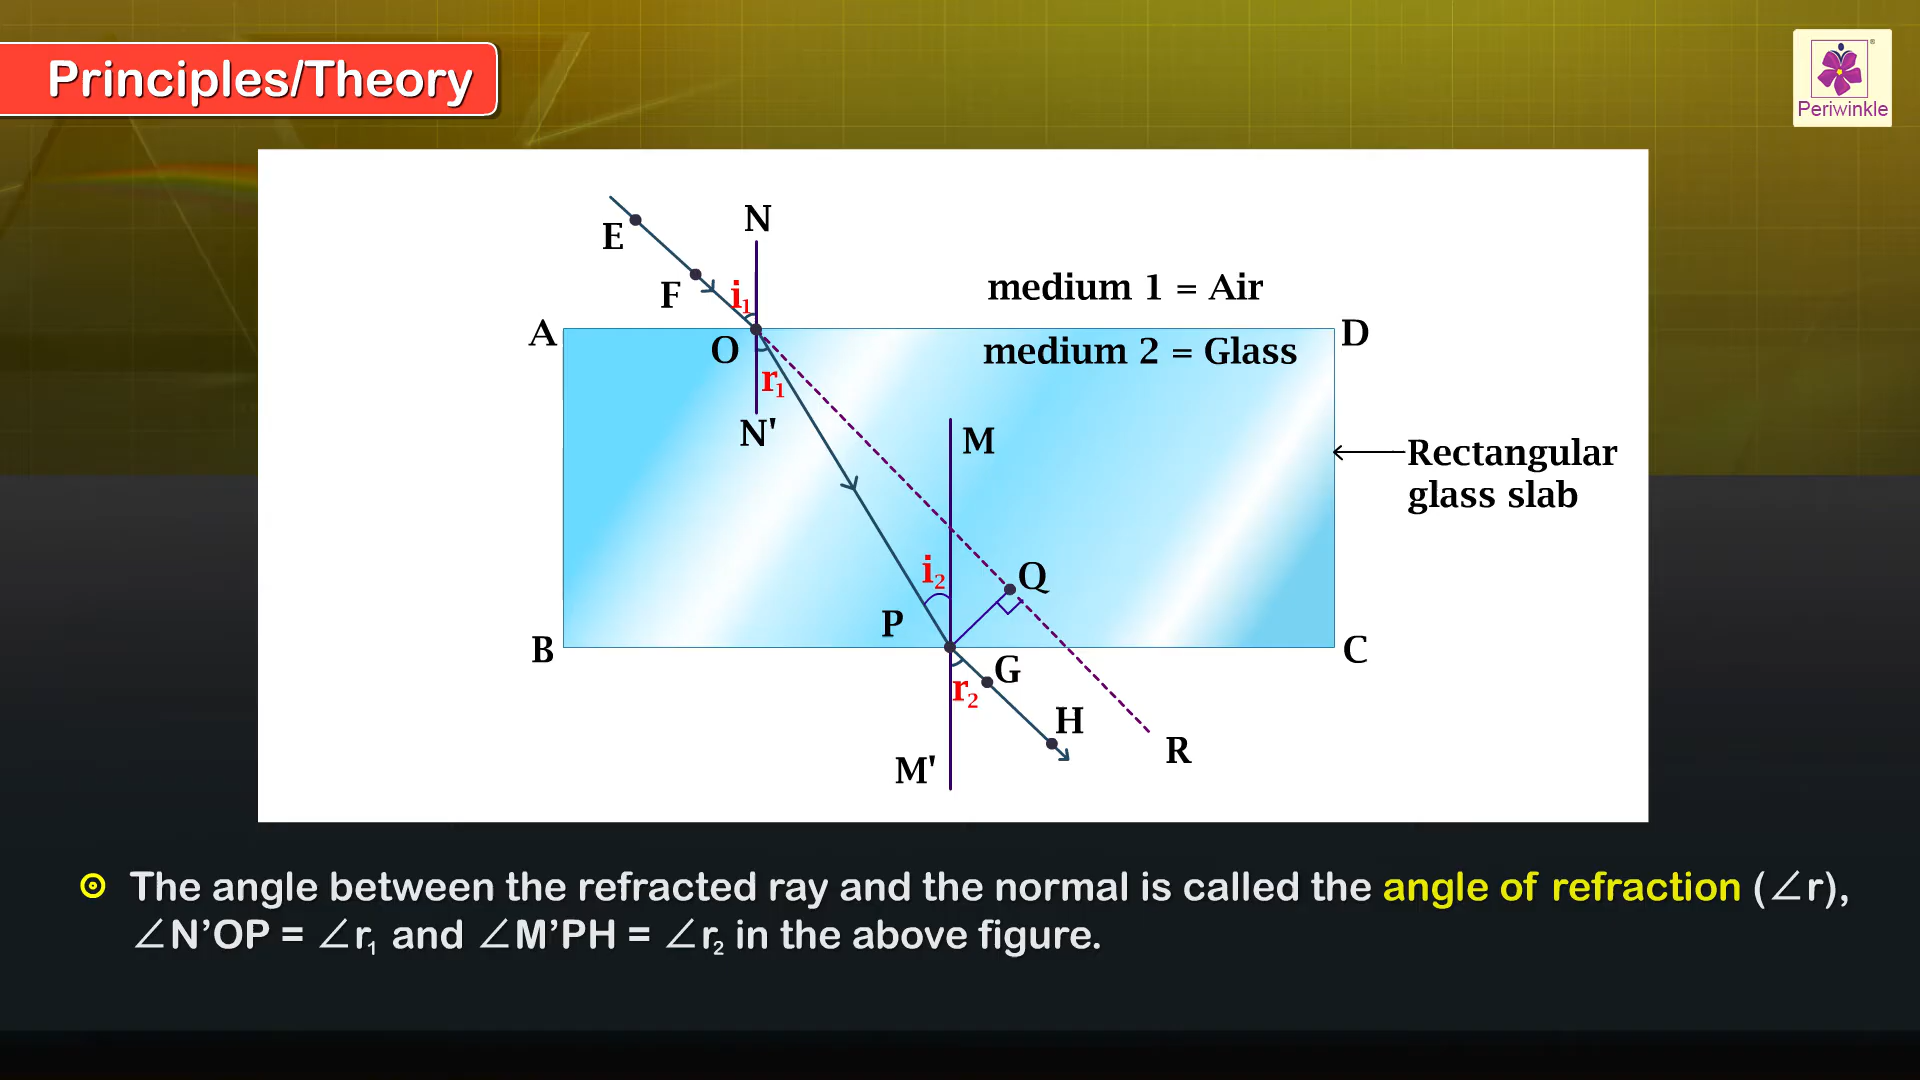 Principles/Theory
®
Periwinkle
N
E
F
i₁
medium 1 = Air
A
O
D
medium 2 = Glass
r₁
N'
M
Rectangular
glass slab
i₂
Q
P
B
C
G
r₂
H
M'
R
The angle between the refracted ray and the normal is called the angle of refraction (∠r),
∠N’OP = ∠r₁ and ∠M’PH = ∠r₂ in the above figure.